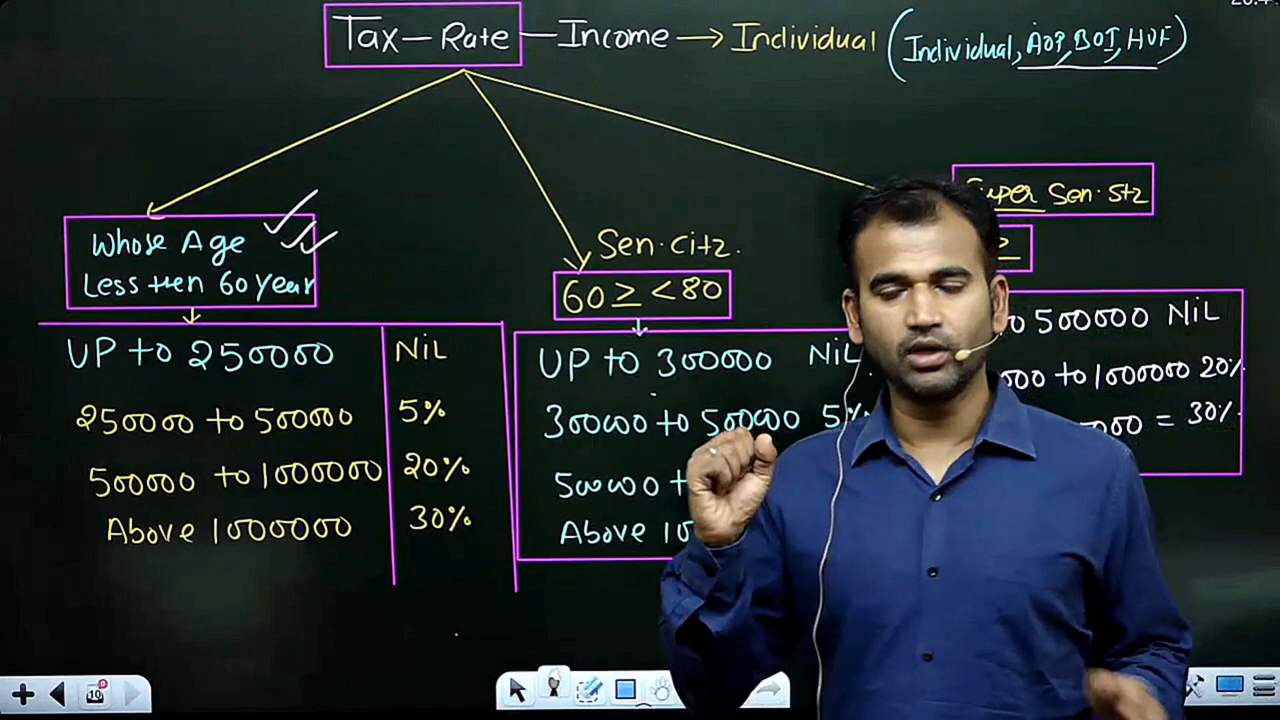 Tax - Rate - Income → Individual (Individual, AOP, BOI, HUF)
Whose Age
Less then 60 year
UP to 250000 NiL
250000 to 500000 5%
500000 to 1000000 20%
Above 1000000 30%
Sen. Citz.
60 ≥ < 80
UP to 300000 NiL
300000 to 500000 5%
500000
Above 10
Super Sen. Stz
500000 NiL
to 1000000 20%
= 30%
10